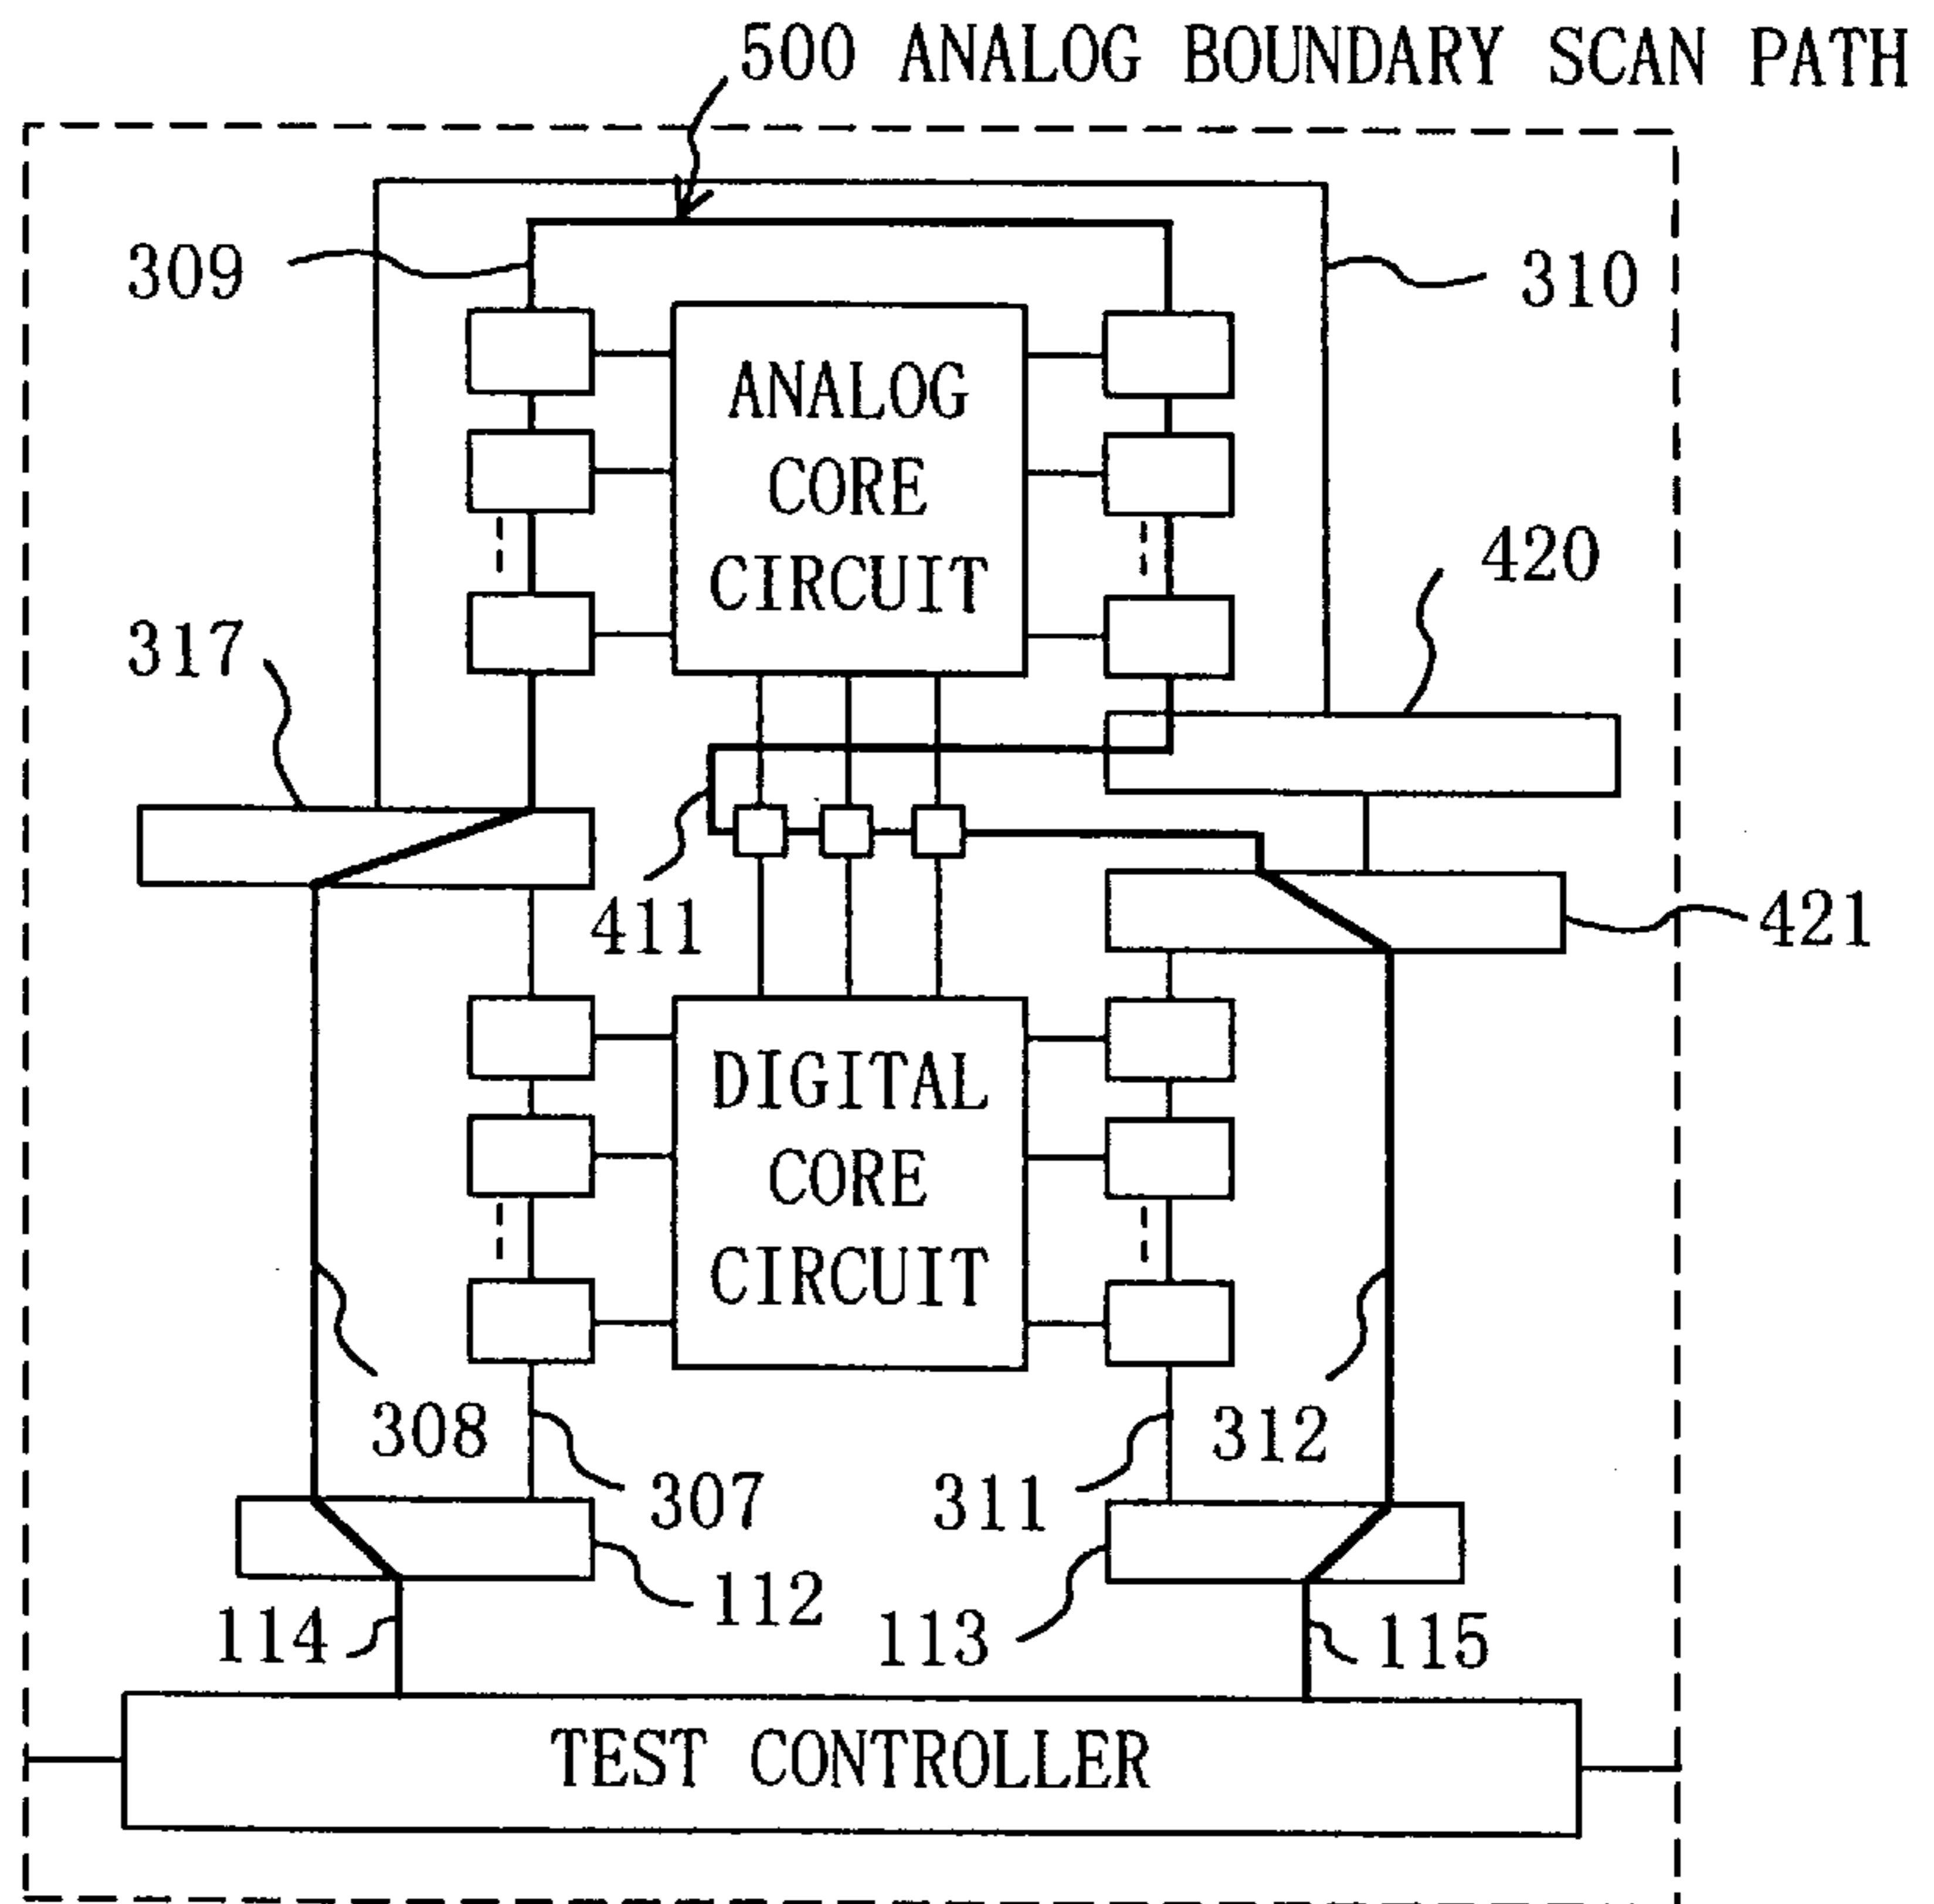 500 ANALOG BOUNDARY SCAN PATH
309
310
ANALOG
CORE
CIRCUIT
420
317
411
421
DIGITAL
CORE
CIRCUIT
308
312
307
311
112
113
114
115
TEST CONTROLLER